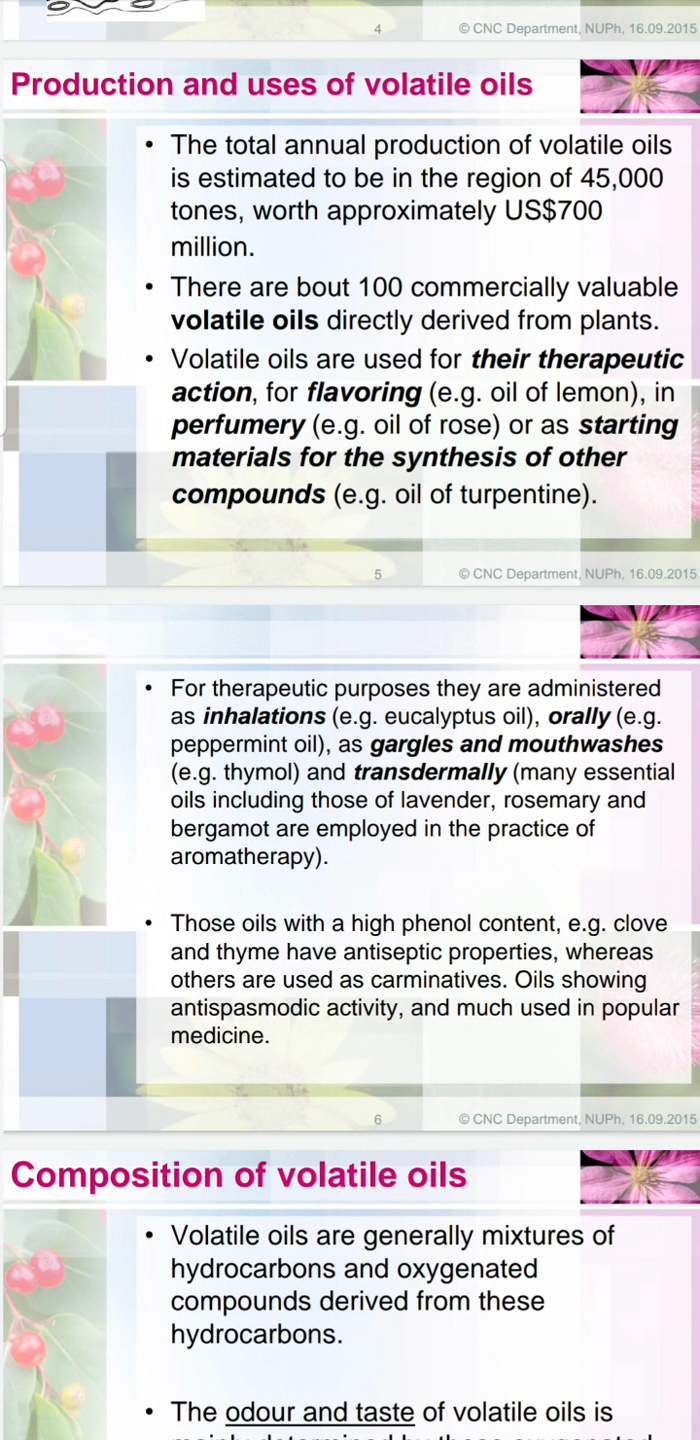 4 © CNC Department, NUPh, 16.09.2015
Production and uses of volatile oils
• The total annual production of volatile oils
is estimated to be in the region of 45,000
tones, worth approximately US$700
million.
• There are bout 100 commercially valuable
volatile oils directly derived from plants.
• Volatile oils are used for their therapeutic
action, for flavoring (e.g. oil of lemon), in
perfumery (e.g. oil of rose) or as starting
materials for the synthesis of other
compounds (e.g. oil of turpentine).
5 © CNC Department, NUPh, 16.09.2015
• For therapeutic purposes they are administered
as inhalations (e.g. eucalyptus oil), orally (e.g.
peppermint oil), as gargles and mouthwashes
(e.g. thymol) and transdermally (many essential
oils including those of lavender, rosemary and
bergamot are employed in the practice of
aromatherapy).
• Those oils with a high phenol content, e.g. clove
and thyme have antiseptic properties, whereas
others are used as carminatives. Oils showing
antispasmodic activity, and much used in popular
medicine.
6 © CNC Department, NUPh, 16.09.2015
Composition of volatile oils
• Volatile oils are generally mixtures of
hydrocarbons and oxygenated
compounds derived from these
hydrocarbons.
• The odour and taste of volatile oils is